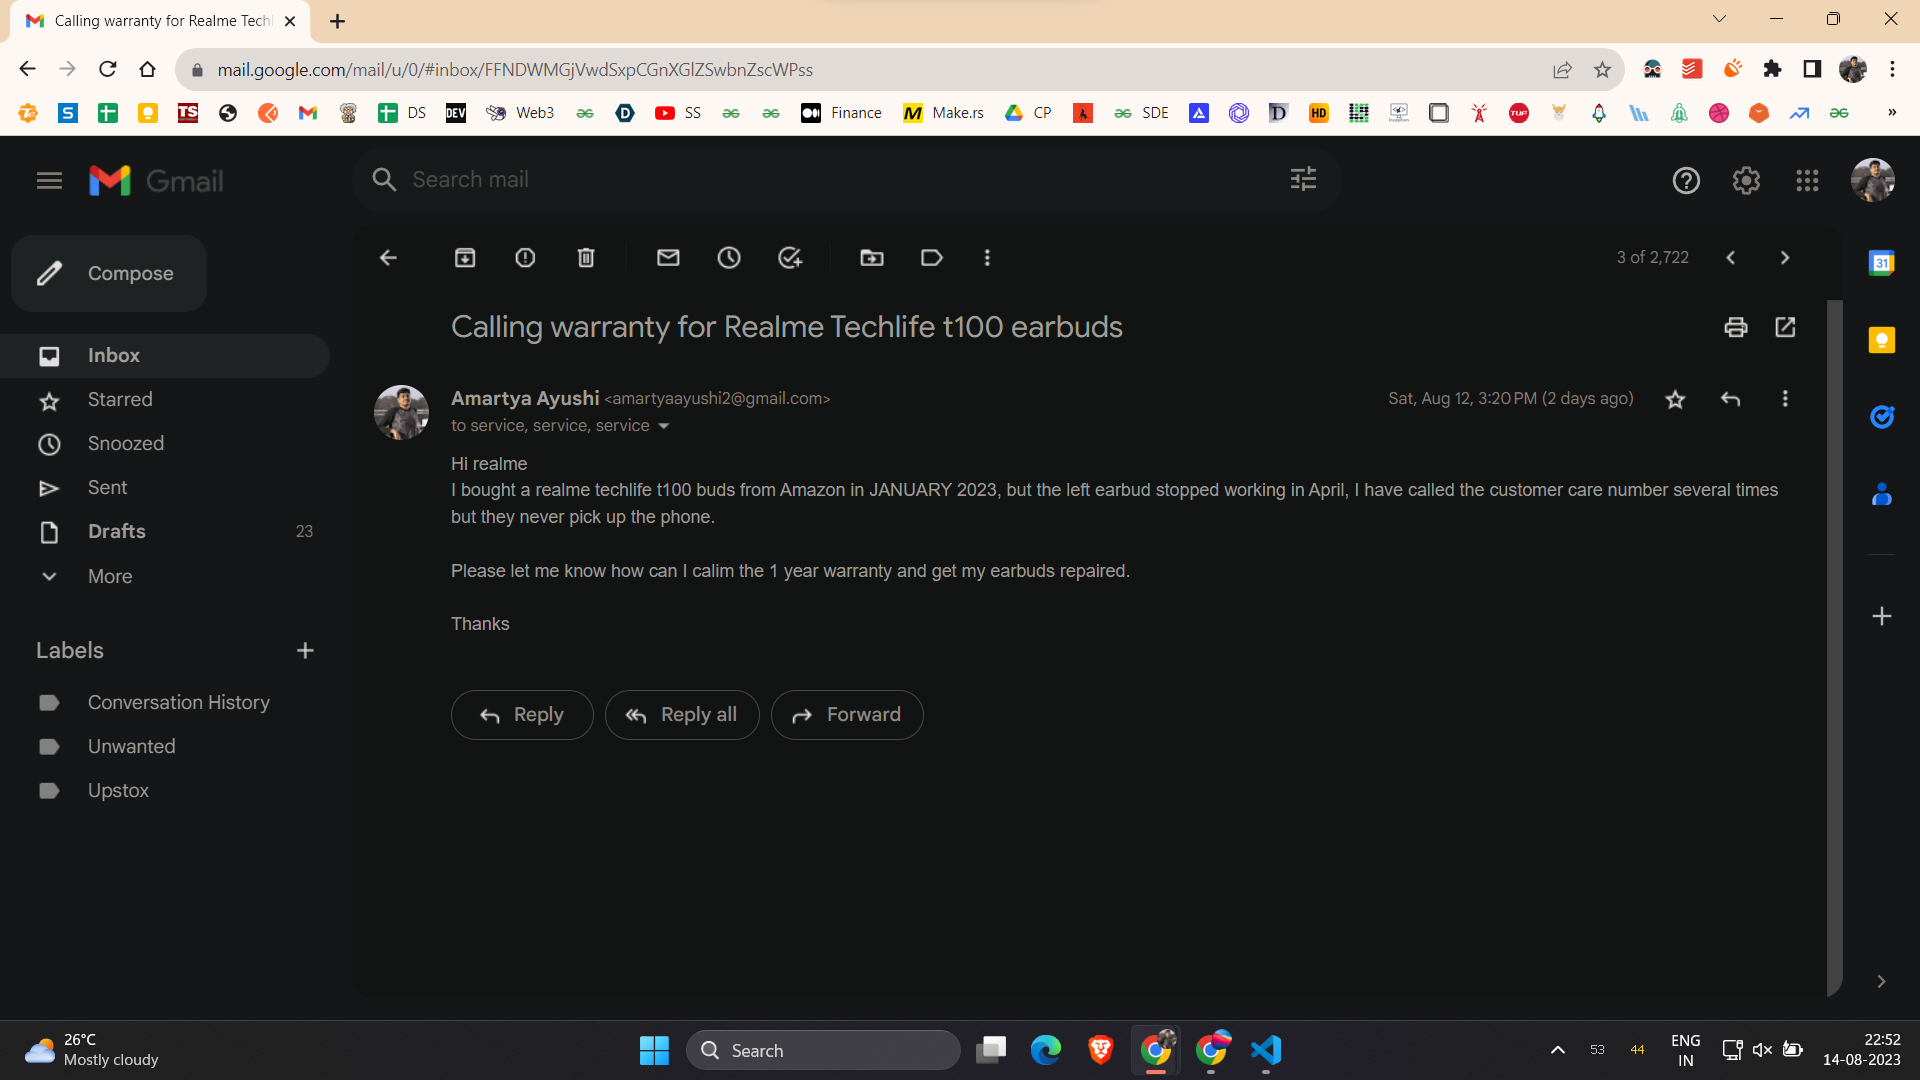 Calling warranty for Realme Tech
mail.google.com/mail/u/0/#inbox/FFNDWMGjVwdSxpCGnXGlZSwbnZscWPss
TS
DS
DEV
Web3
SS
Finance
M
Make.rs
CP
SDE
HD
TUF
»
Gmail
Search mail
Compose
3 of 2,722
31
Calling warranty for Realme Techlife t100 earbuds
Inbox
Amartya Ayushi <amartyaayushi2@gmail.com>
Sat, Aug 12, 3:20 PM (2 days ago)
Starred
to service, service, service
Snoozed
Hi realme
Sent
I bought a realme techlife t100 buds from Amazon in JANUARY 2023, but the left earbud stopped working in April, I have called the customer care number several times
but they never pick up the phone.
Drafts
23
More
Please let me know how can I calim the 1 year warranty and get my earbuds repaired.
Thanks
Labels
Conversation History
Reply
Reply all
Forward
Unwanted
Upstox
26°C
Mostly cloudy
Search
53
44
ENG
IN
22:52
14-08-2023